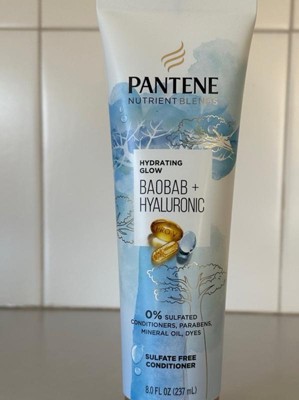 PANTENE
NUTRIENT BLENDS
HYDRATING
GLOW
BAOBAB +
HYALURONIC
0% SULFATED
CONDITIONERS, PARABENS,
MINERAL OIL, DYES
SULFATE FREE
CONDITIONER
8.0 FL OZ (237 mL)